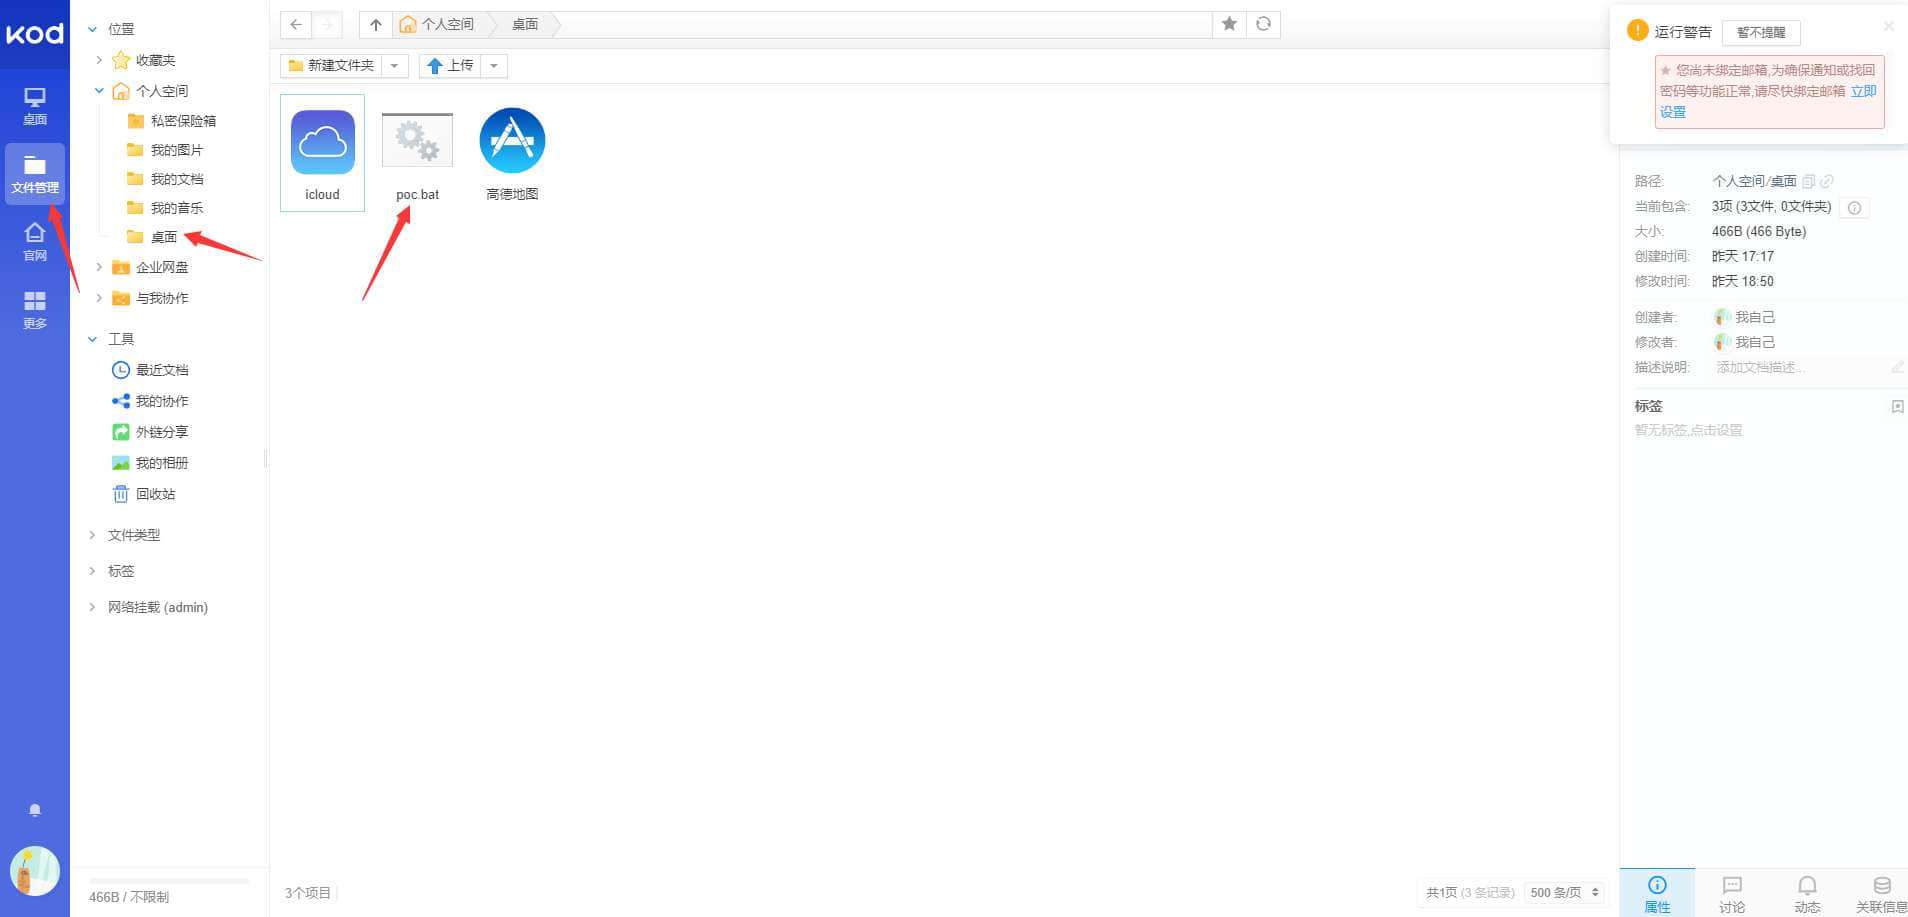 kod
桌面
文件管理
官网
更多
位置
收藏夹
个人空间
私密保险箱
我的图片
我的文档
我的音乐
桌面
企业网盘
与我协作
工具
最近文档
我的协作
外链分享
我的相册
回收站
文件类型
标签
网络挂载 (admin)
466B / 不限制
个人空间 桌面
新建文件夹 上传
icloud poc.bat 高德地图
3个项目
共1页 (3 条记录) 500 条/页
运行警告 暂不提醒
您尚未绑定邮箱,为确保通知或找回
密码等功能正常,请尽快绑定邮箱 立即
设置
路径: 个人空间/桌面
当前包含: 3项 (3文件, 0文件夹)
大小: 466B (466 Byte)
创建时间: 昨天 17:17
修改时间: 昨天 18:50
创建者: 我自己
修改者: 我自己
描述说明: 添加文档描述...
标签
暂无标签,点击设置
属性 讨论 动态 关联信息